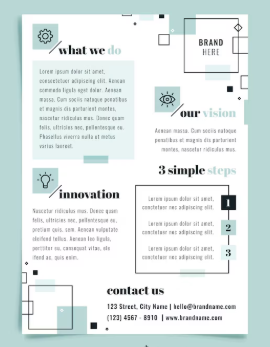 BRAND
HERE
what we do
Lorem ipsum dolor sit amet,
consectetuer adipiscing elit. Aenean
commodo ligula eget dolor. Aenean
massa. Cum sociis natoque penatibus
et magnis dis parturient montes,
nascetur ridiculus mus. Donec quam
felis, ultricies nec, pellentesque eu.
Phasellus viverra nulla ut metus
varius laoreet.
our vision
Aenean massa. Cum sociis
natoque penatibus et magnis dis
parturient montes, nascetur
ridiculus mus.
3 simple steps
Lorem ipsum dolor sit amet,
consectetuer adipiscing elit.
1
Lorem ipsum dolor sit amet,
consectetuer adipiscing elit.
2
Lorem ipsum dolor sit amet,
consectetuer adipiscing elit.
3
innovation
Nascetur ridiculus mus. Donec quam
felis, ultricies nec, pellentesque eu,
pretium quis, sem. Aenean vulputate
eleifend tellus. Aenean leo ligula,
porttitor eu, consequat vitae, ele
ifend ac, quis enim.
contact us
123 Street, City Name | hello@brandname.com
(123) 4567 - 8910 | www.brandname.com